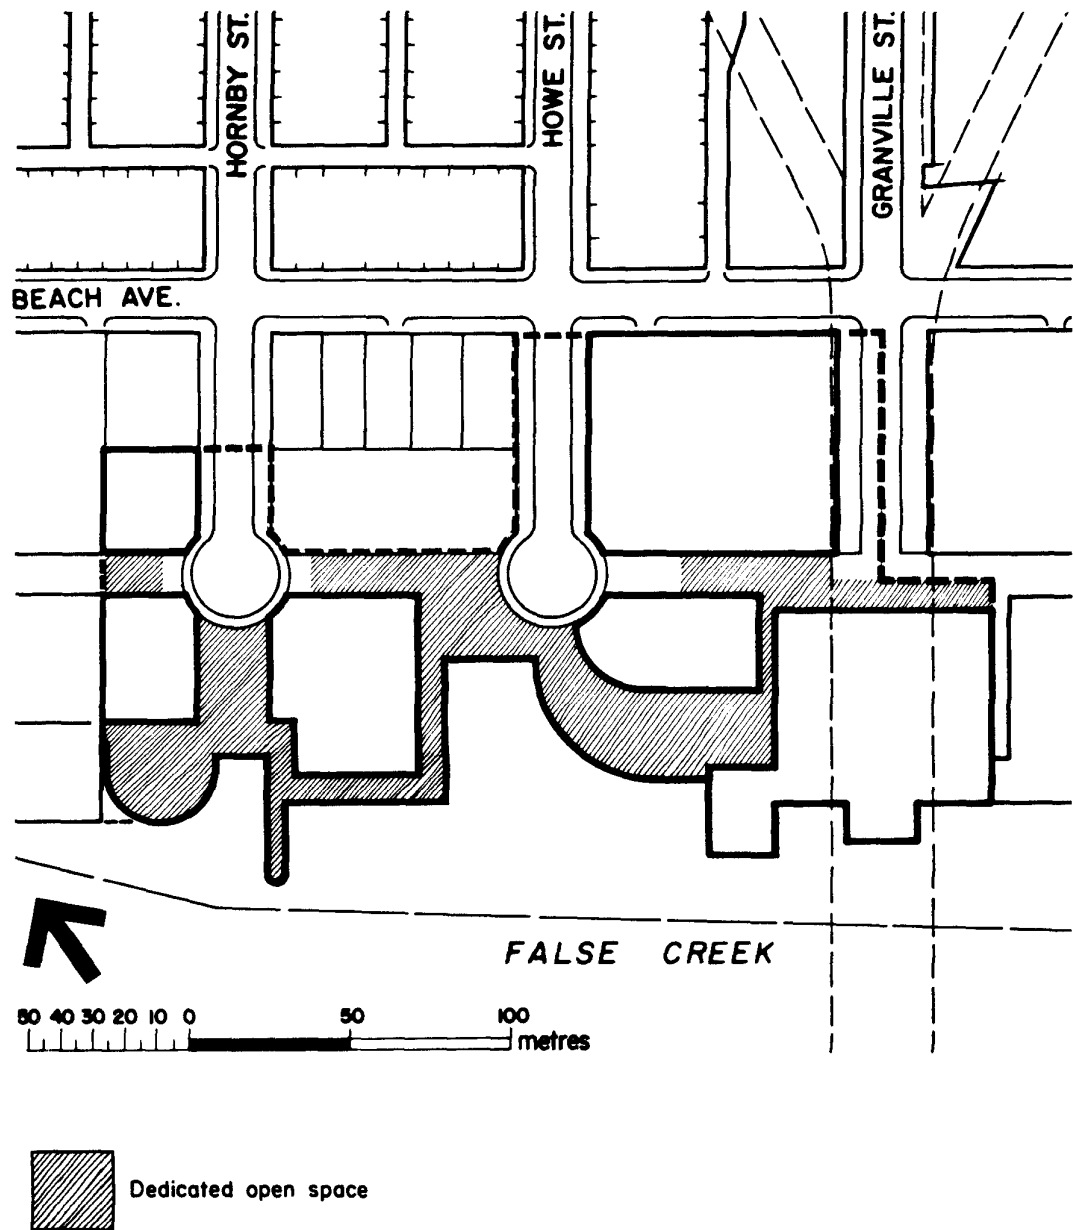 HORNBY ST.
HOWE ST.
GRANVILLE ST.
BEACH AVE.
FALSE CREEK
50 40 30 20 10 0 50 100
metres
Dedicated open space